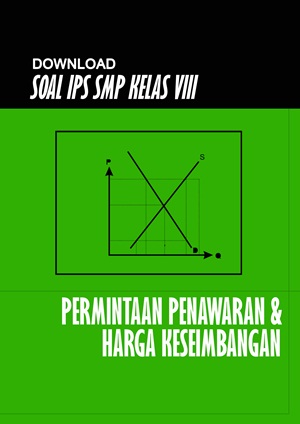 DOWNLOAD
SOAL IPS SMP KELAS VIII
P
S
D
Q
PERMINTAAN PENAWARAN &
HARGA KESEIMBANGAN